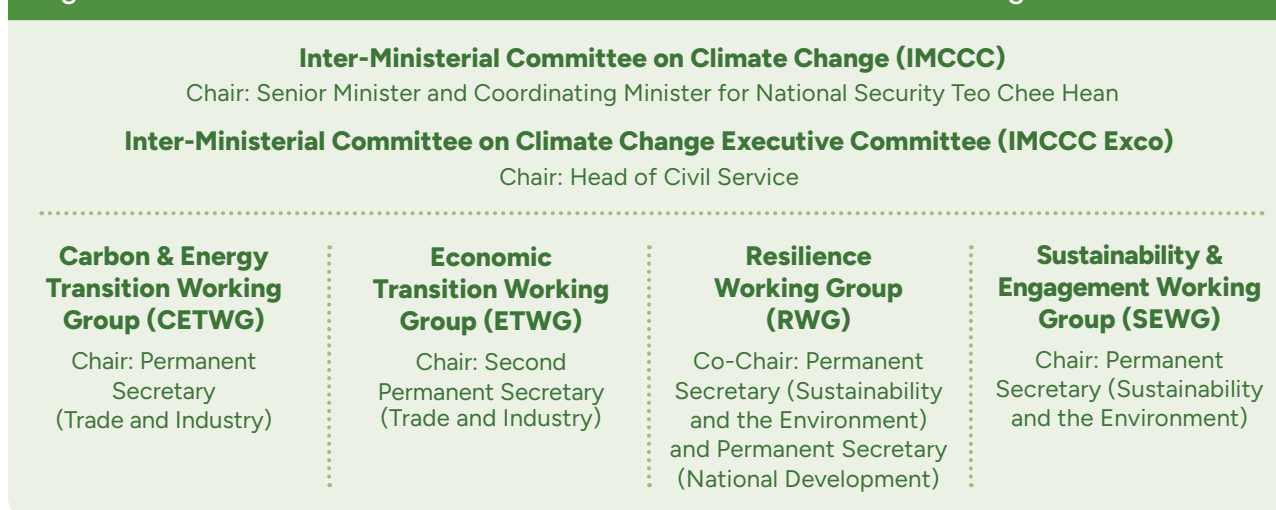 Inter-Ministerial Committee on Climate Change (IMCCC)
Chair: Senior Minister and Coordinating Minister for National Security Teo Chee Hean
Inter-Ministerial Committee on Climate Change Executive Committee (IMCCC Exco)
Chair: Head of Civil Service
Carbon & Energy
Transition Working
Group (CETWG)
Chair: Permanent
Secretary
(Trade and Industry)
Economic
Transition Working
Group (ETWG)
Chair: Second
Permanent Secretary
(Trade and Industry)
Resilience
Working Group
(RWG)
Co-Chair: Permanent
Secretary (Sustainability
and the Environment)
and Permanent Secretary
(National Development)
Sustainability &
Engagement Working
Group (SEWG)
Chair: Permanent
Secretary (Sustainability
and the Environment)